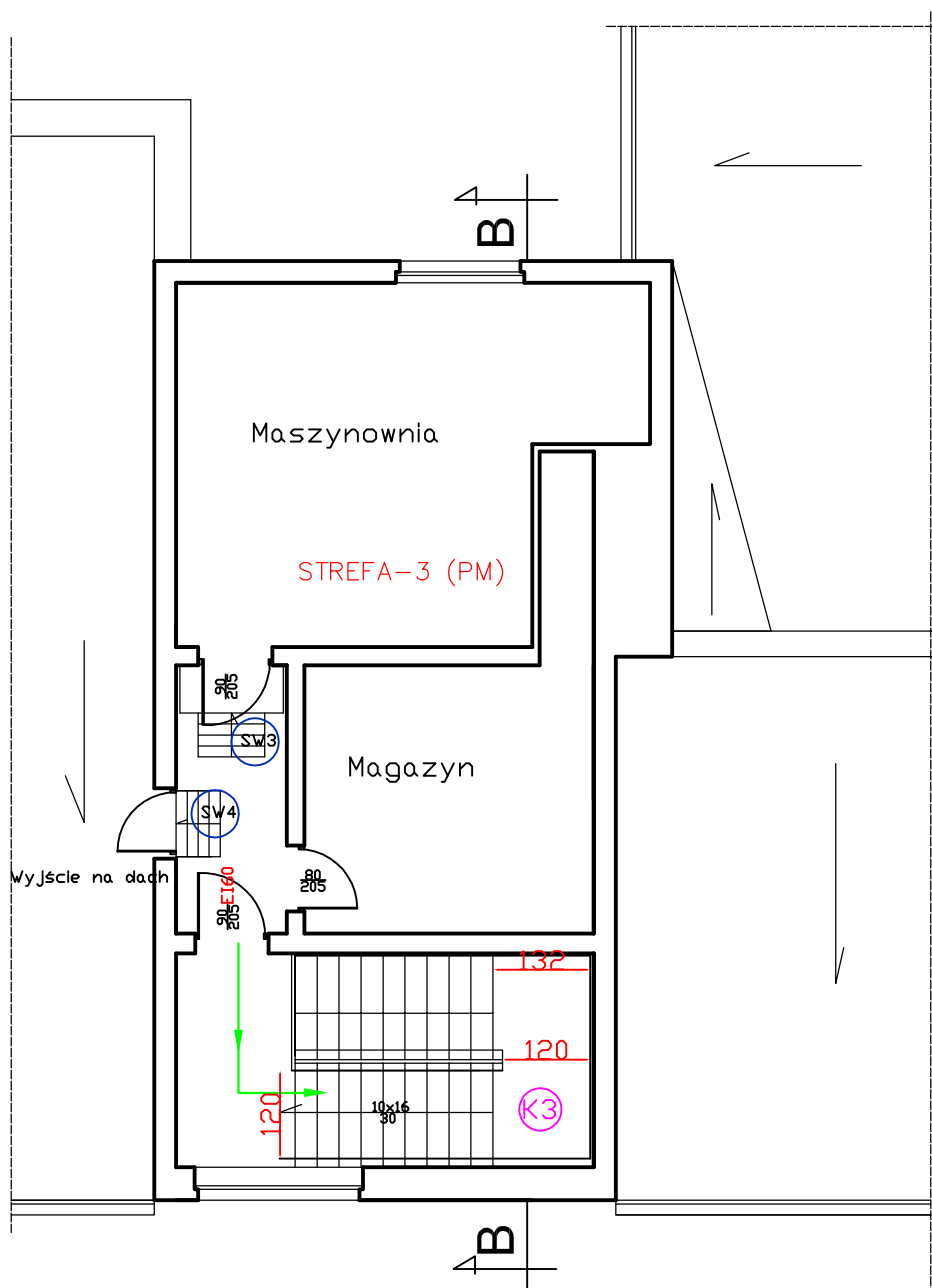 B
Maszynownia
STREFA-3 (PM)
90
205
SW3
Magazyn
SW4
Wyjście na dach
EI60
80
205
90
205
132
120
120
10x16
30
K3
B